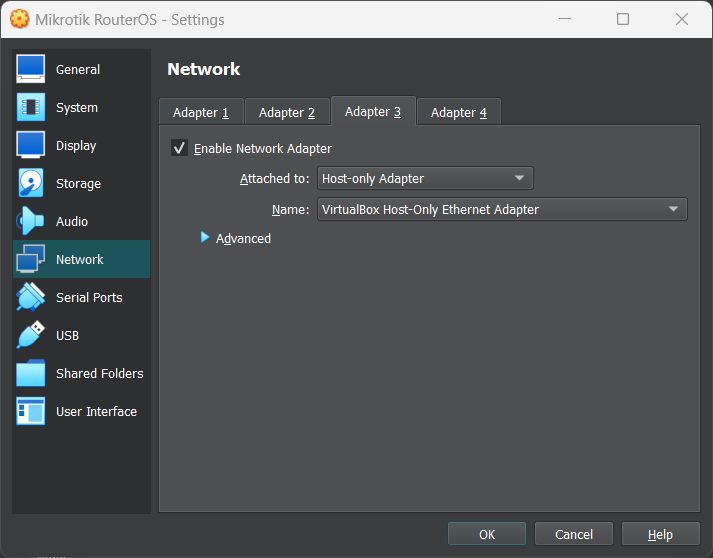 Mikrotik RouterOS - Settings
General
System
Display
Storage
Audio
Network
Serial Ports
USB
Shared Folders
User Interface
Network
Adapter 1
Adapter 2
Adapter 3
Adapter 4
Enable Network Adapter
Attached to: Host-only Adapter
Name: VirtualBox Host-Only Ethernet Adapter
Advanced
OK
Cancel
Help